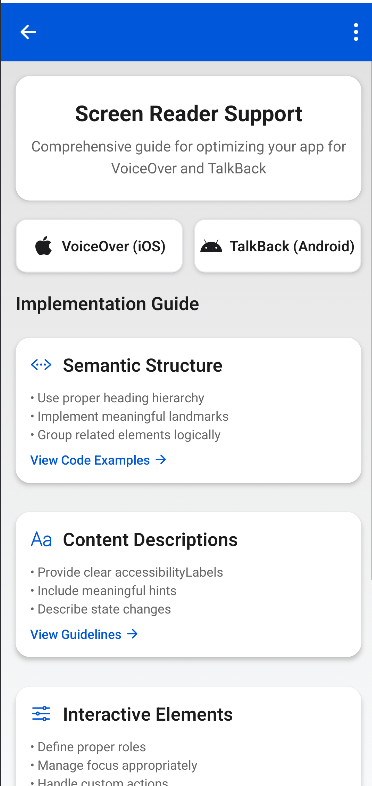 Screen Reader Support
Comprehensive guide for optimizing your app for
VoiceOver and TalkBack
VoiceOver (iOS)
TalkBack (Android)
Implementation Guide
Semantic Structure
• Use proper heading hierarchy
• Implement meaningful landmarks
• Group related elements logically
View Code Examples →
Aa Content Descriptions
• Provide clear accessibilityLabels
• Include meaningful hints
• Describe state changes
View Guidelines →
Interactive Elements
• Define proper roles
• Manage focus appropriately
• Handle custom actions